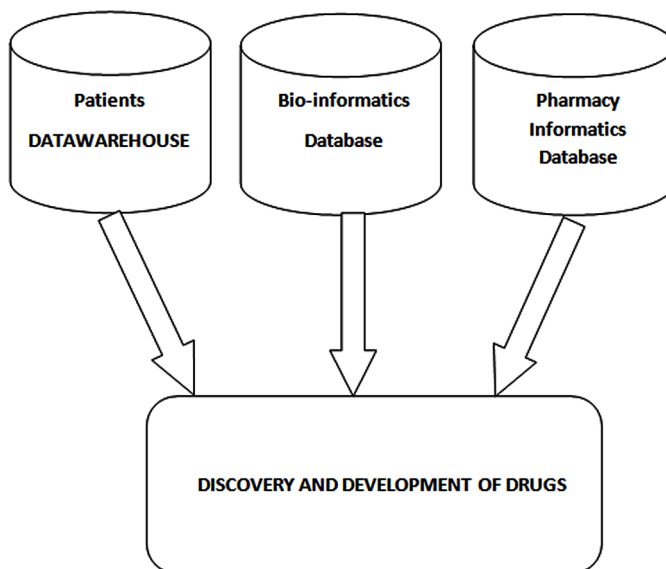 Patients
DATAWAREHOUSE
Bio-informatics
Database
Pharmacy
Informatics
Database
DISCOVERY AND DEVELOPMENT OF DRUGS